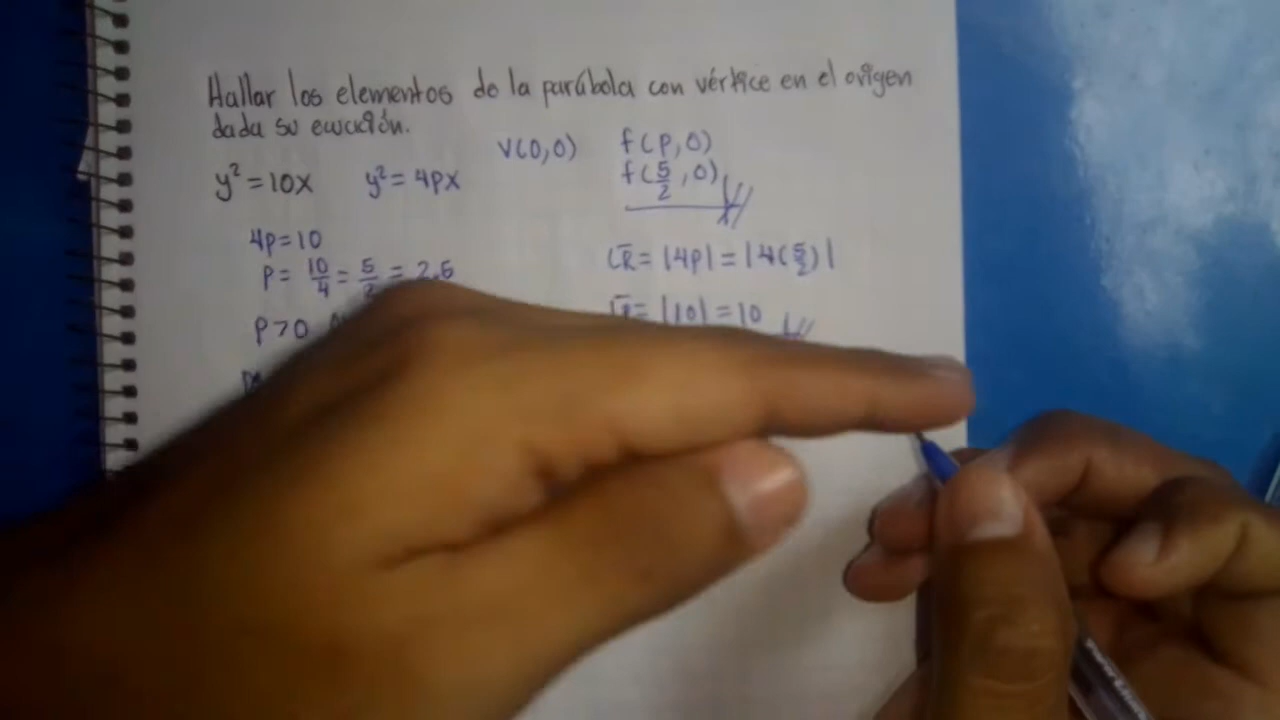 Hallar los elementos de la parábola con vértice en el origen
dada su ecuación.
V(0,0) f(P,0)
y²=10x y²=4Px f(5/2,0)
4P=10
P=10/4=5/2=2.5 LR=|4P|=|4(5/2)|
P>0 LR=|10|=10